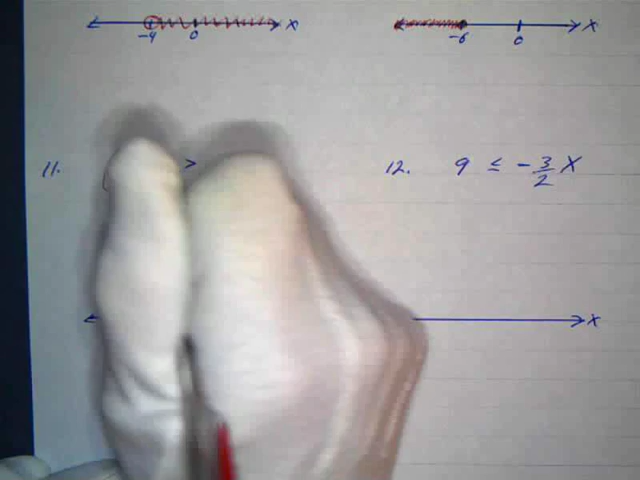 -4 0 x
-6 0 x
11. >
12. 9 ≤ -3/2 x
x